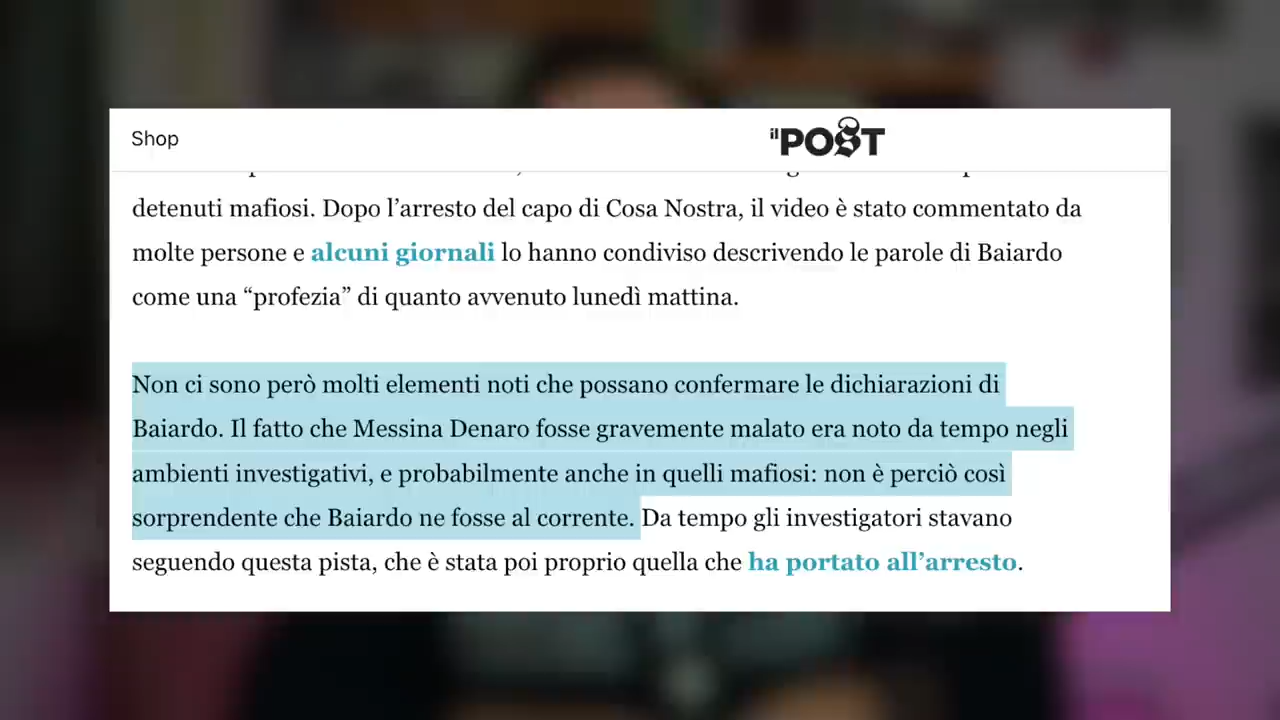 Shop
il POST
detenuti mafiosi. Dopo l’arresto del capo di Cosa Nostra, il video è stato commentato da
molte persone e alcuni giornali lo hanno condiviso descrivendo le parole di Baiardo
come una “profezia” di quanto avvenuto lunedì mattina.
Non ci sono però molti elementi noti che possano confermare le dichiarazioni di
Baiardo. Il fatto che Messina Denaro fosse gravemente malato era noto da tempo negli
ambienti investigativi, e probabilmente anche in quelli mafiosi: non è perciò così
sorprendente che Baiardo ne fosse al corrente. Da tempo gli investigatori stavano
seguendo questa pista, che è stata poi proprio quella che ha portato all’arresto.